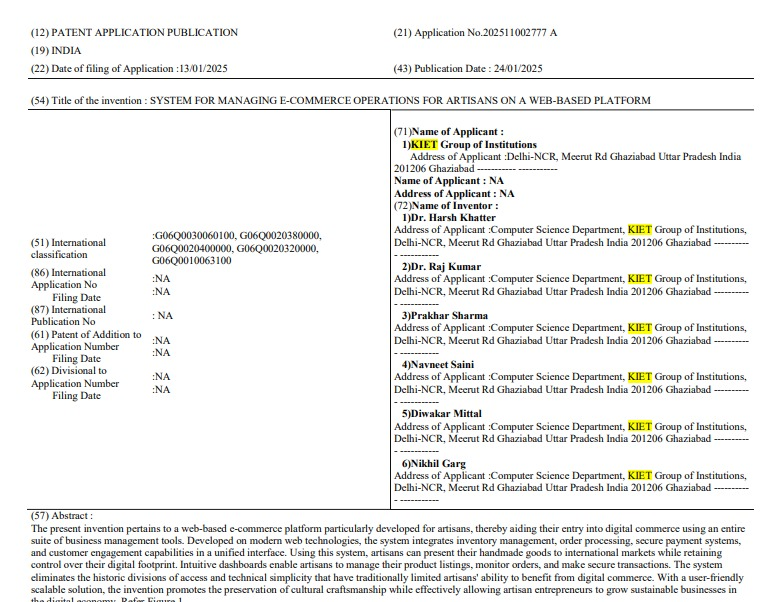 (12) PATENT APPLICATION PUBLICATION
(21) Application No.202511002777 A
(19) INDIA
(22) Date of filing of Application :13/01/2025
(43) Publication Date : 24/01/2025
(54) Title of the invention : SYSTEM FOR MANAGING E-COMMERCE OPERATIONS FOR ARTISANS ON A WEB-BASED PLATFORM
(51) International
classification
:G06Q0030060100, G06Q0020380000,
G06Q0020400000, G06Q0020320000,
G06Q0010063100
(86) International
Application No
Filing Date
:NA
:NA
(87) International
Publication No
: NA
(61) Patent of Addition to
Application Number
Filing Date
:NA
:NA
(62) Divisional to
Application Number
Filing Date
:NA
:NA
(71)Name of Applicant :
1)KIET Group of Institutions
Address of Applicant :Delhi-NCR, Meerut Rd Ghaziabad Uttar Pradesh India
201206 Ghaziabad ---------- -----------
Name of Applicant : NA
Address of Applicant : NA
(72)Name of Inventor :
1)Dr. Harsh Khatter
Address of Applicant :Computer Science Department, KIET Group of Institutions,
Delhi-NCR, Meerut Rd Ghaziabad Uttar Pradesh India 201206 Ghaziabad ---------
- -----------
2)Dr. Raj Kumar
Address of Applicant :Computer Science Department, KIET Group of Institutions,
Delhi-NCR, Meerut Rd Ghaziabad Uttar Pradesh India 201206 Ghaziabad ---------
- -----------
3)Prakhar Sharma
Address of Applicant :Computer Science Department, KIET Group of Institutions,
Delhi-NCR, Meerut Rd Ghaziabad Uttar Pradesh India 201206 Ghaziabad ---------
- -----------
4)Navneet Saini
Address of Applicant :Computer Science Department, KIET Group of Institutions,
Delhi-NCR, Meerut Rd Ghaziabad Uttar Pradesh India 201206 Ghaziabad ---------
- -----------
5)Diwakar Mittal
Address of Applicant :Computer Science Department, KIET Group of Institutions,
Delhi-NCR, Meerut Rd Ghaziabad Uttar Pradesh India 201206 Ghaziabad ---------
- -----------
6)Nikhil Garg
Address of Applicant :Computer Science Department, KIET Group of Institutions,
Delhi-NCR, Meerut Rd Ghaziabad Uttar Pradesh India 201206 Ghaziabad ---------
- -----------
(57) Abstract :
The present invention pertains to a web-based e-commerce platform particularly developed for artisans, thereby aiding their entry into digital commerce using an entire
suite of business management tools. Developed on modern web technologies, the system integrates inventory management, order processing, secure payment systems,
and customer engagement capabilities in a unified interface. Using this system, artisans can present their handmade goods to international markets while retaining
control over their digital footprint. Intuitive dashboards enable artisans to manage their product listings, monitor orders, and make secure transactions. The system
eliminates the historic divisions of access and technical simplicity that have traditionally limited artisans' ability to benefit from digital commerce. With a user-friendly
scalable solution, the invention promotes the preservation of cultural craftsmanship while effectively allowing artisan entrepreneurs to grow sustainable businesses in
the digital economy. Refer Figure 1